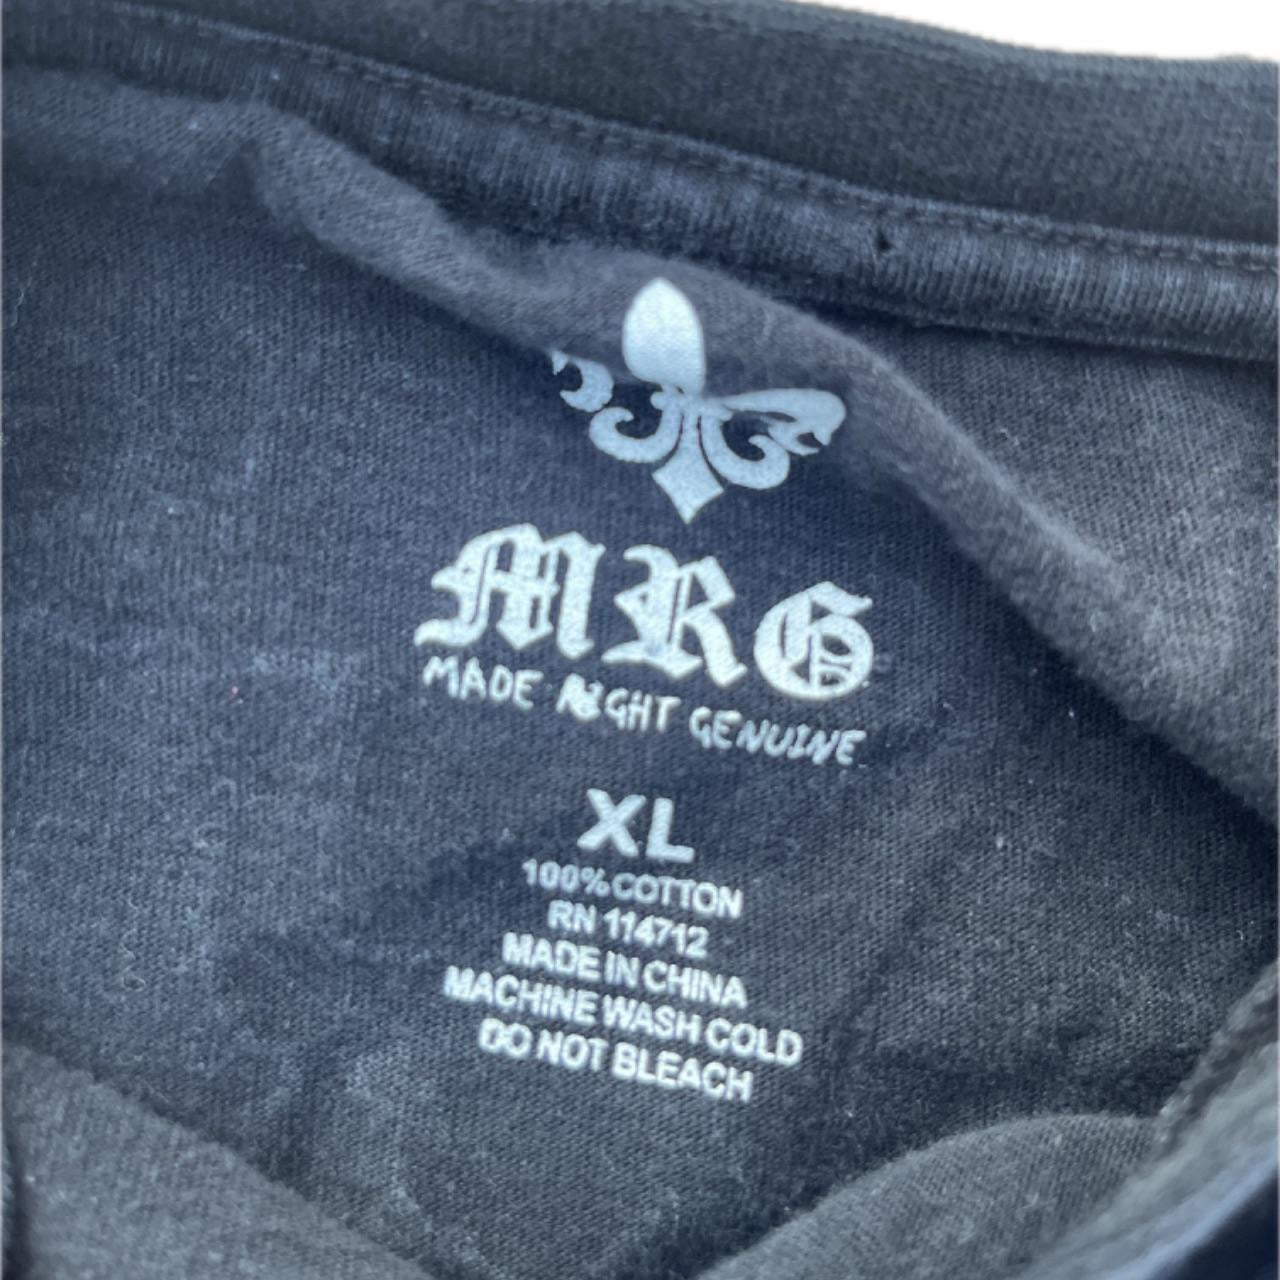 MRG
MADE RIGHT GENUINE
XL
100% COTTON
RN 114712
MADE IN CHINA
MACHINE WASH COLD
DO NOT BLEACH